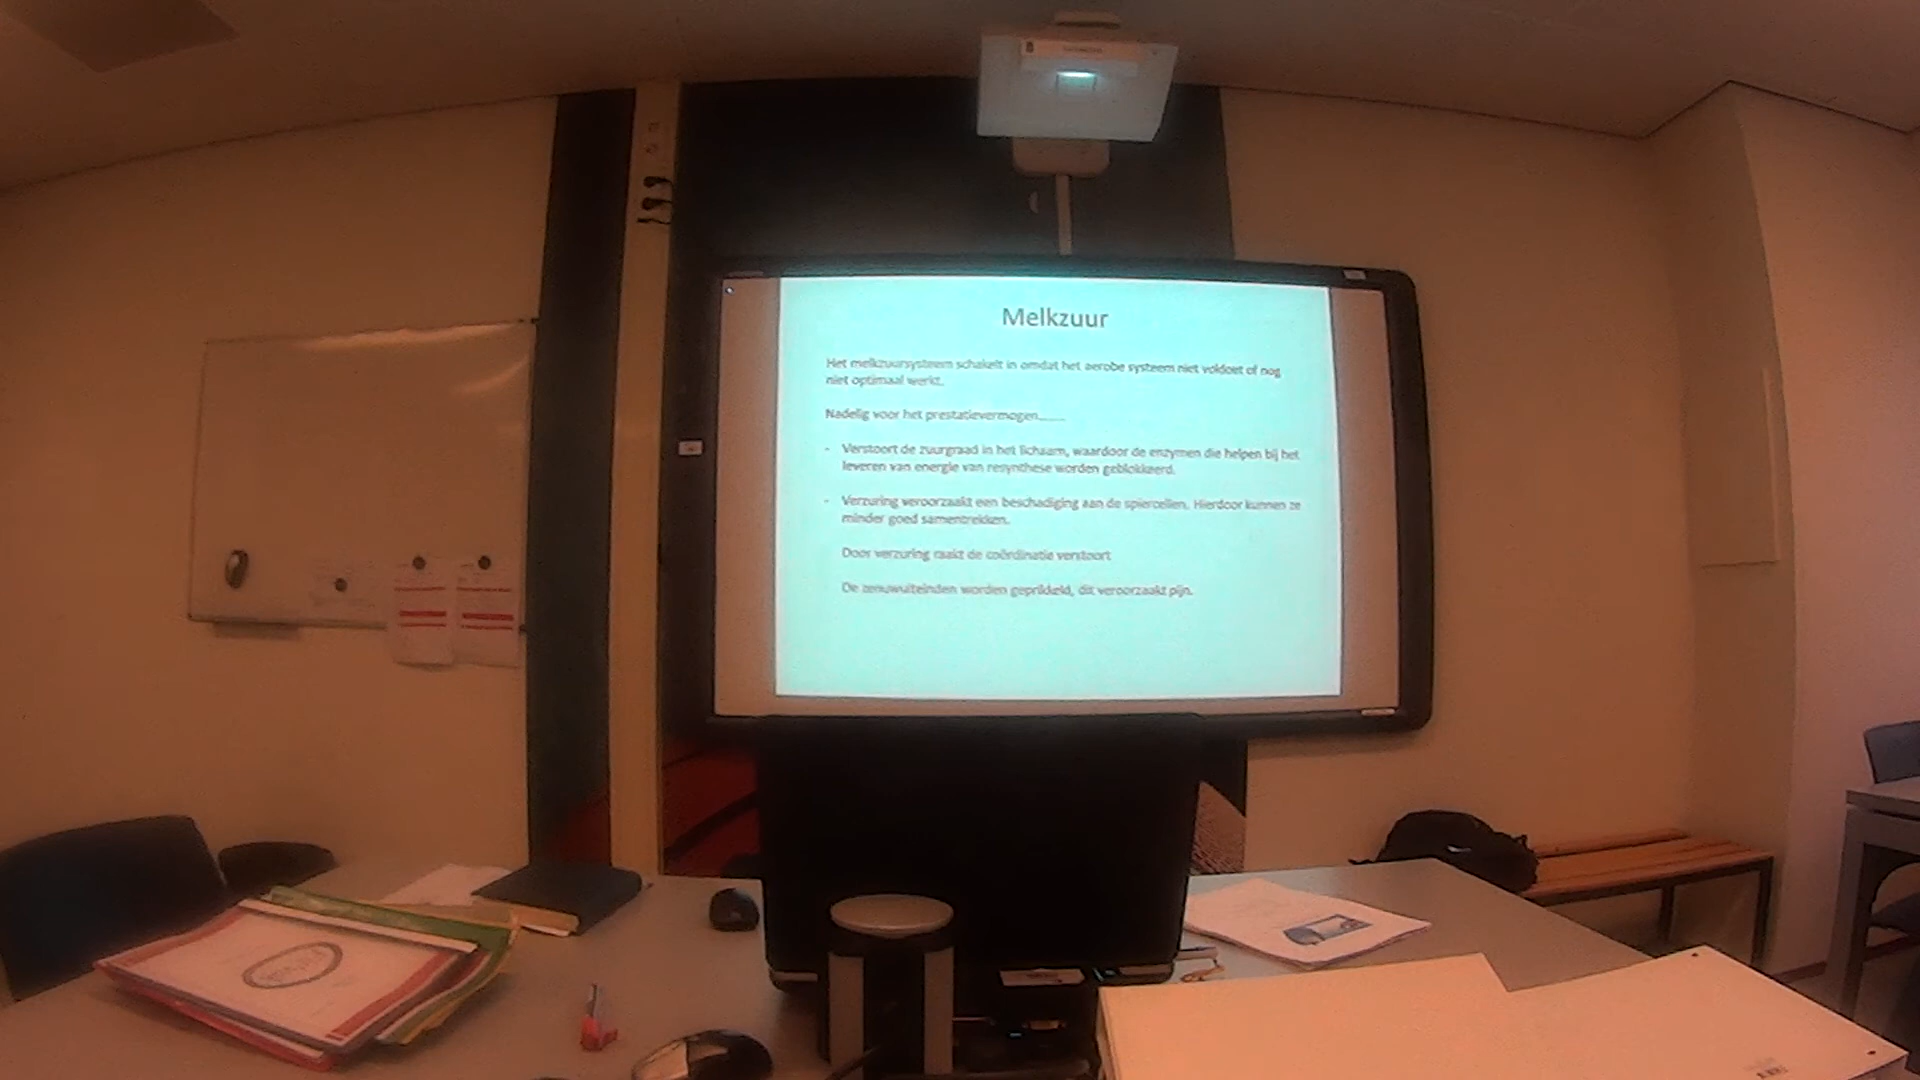 Melkzuur
Het melkzuursysteem schakelt in omdat het aerobe systeem niet voldoet of nog
niet optimaal werkt.
Nadelig voor het prestatievermogen.......
- Verstoort de zuurgraad in het lichaam, waardoor de enzymen die helpen bij het
leveren van energie van resynthese worden geblokkeerd.
- Verzuring veroorzaakt een beschadiging aan de spiercellen. Hierdoor kunnen ze
minder goed samentrekken.
Door verzuring raakt de coördinatie verstoort
De zenuwuiteinden worden geprikkeld, dit veroorzaakt pijn.